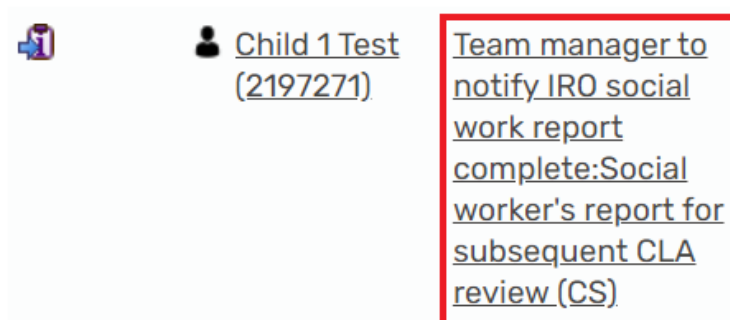 Child 1 Test
(2197271)
Team manager to
notify IRO social
work report
complete:Social
worker's report for
subsequent CLA
review (CS)